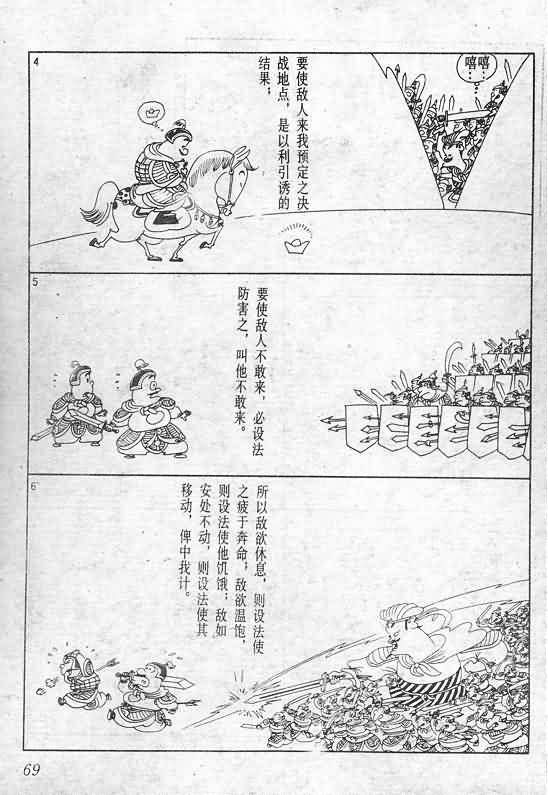 4
嘻嘻
要使敌人来我预定之决
战地点，是以利引诱的
结果；
5
要使敌人不敢来，必设法
防害之，叫他不敢来。
6
所以敌欲休息，则设法使
之疲于奔命；敌欲温饱，
则设法使他饥饿；敌如
安处不动，则设法使其
移动，俾中我计。
69